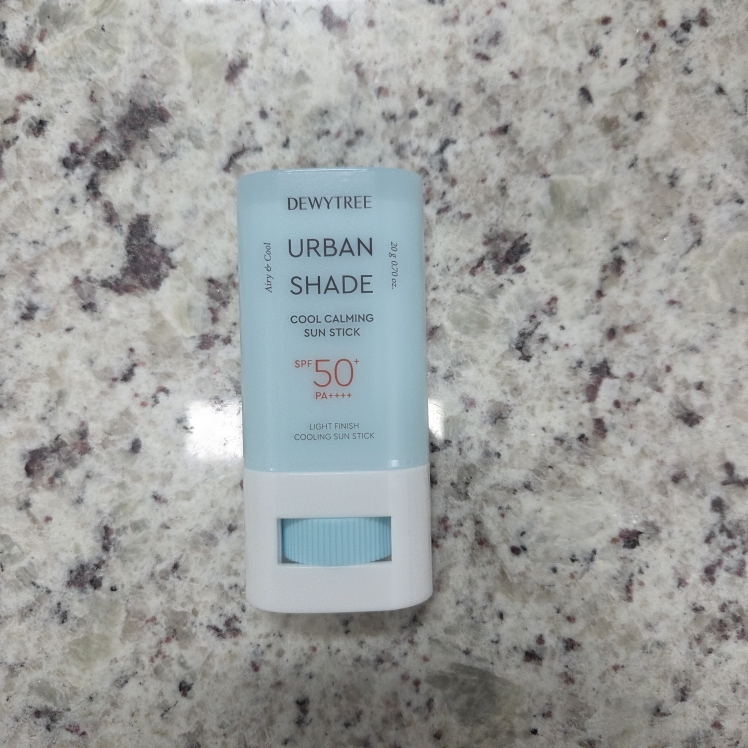 DEWYTREE
URBAN
SHADE
Airy & Cool
20 g 0.70 oz.
COOL CALMING
SUN STICK
SPF 50+
PA++++
LIGHT FINISH
COOLING SUN STICK